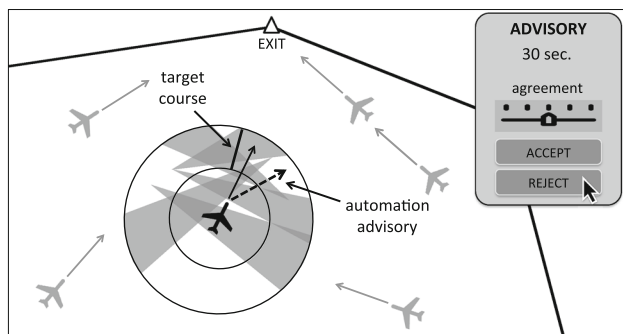 EXIT
target
course
automation
advisory
ADVISORY
30 sec.
agreement
ACCEPT
REJECT